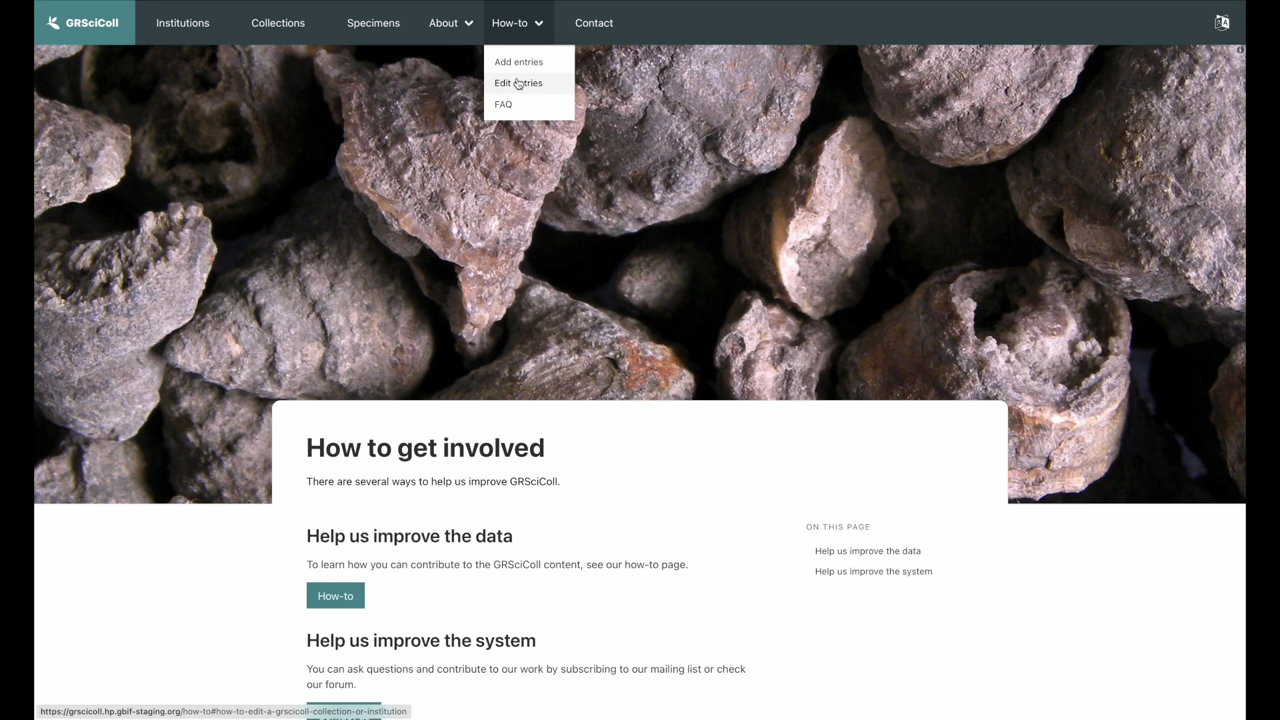 GRSciColl
Institutions
Collections
Specimens
About
How-to
Contact
Add entries
Edit entries
FAQ
How to get involved
There are several ways to help us improve GRSciColl.
Help us improve the data
To learn how you can contribute to the GRSciColl content, see our how-to page.
How-to
Help us improve the system
You can ask questions and contribute to our work by subscribing to our mailing list or check
our forum.
ON THIS PAGE
Help us improve the data
Help us improve the system
https://grscicoll.hp.gbif-staging.org/how-to#how-to-edit-a-grscicoll-collection-or-institution